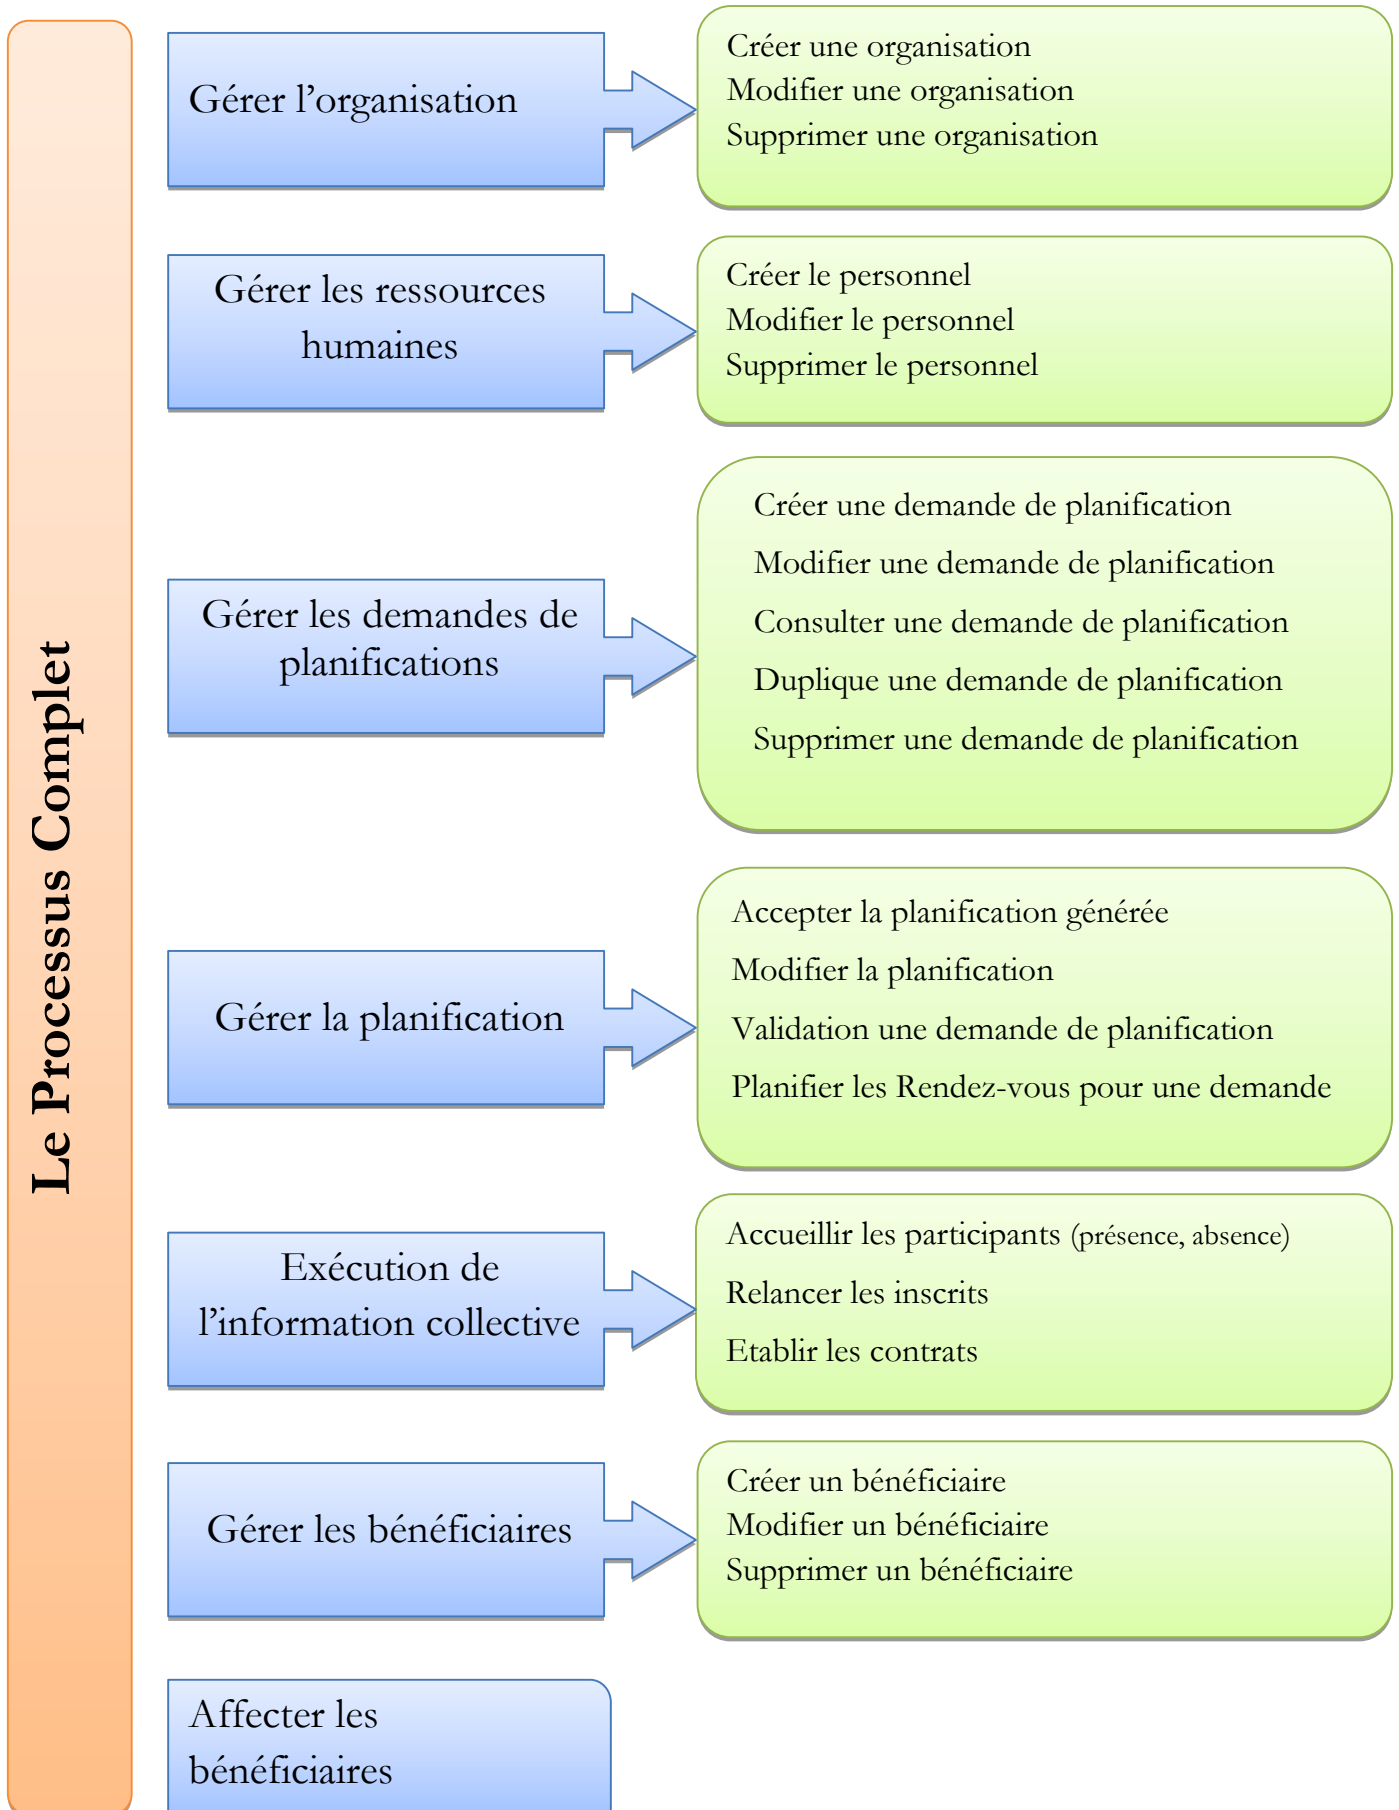 Le Processus Complet
Gérer l’organisation
Créer une organisation
Modifier une organisation
Supprimer une organisation
Gérer les ressources
humaines
Créer le personnel
Modifier le personnel
Supprimer le personnel
Gérer les demandes de
planifications
Créer une demande de planification
Modifier une demande de planification
Consulter une demande de planification
Duplique une demande de planification
Supprimer une demande de planification
Gérer la planification
Accepter la planification générée
Modifier la planification
Validation une demande de planification
Planifier les Rendez-vous pour une demande
Exécution de
l’information collective
Accueillir les participants (présence, absence)
Relancer les inscrits
Etablir les contrats
Gérer les bénéficiaires
Créer un bénéficiaire
Modifier un bénéficiaire
Supprimer un bénéficiaire
Affecter les
bénéficiaires